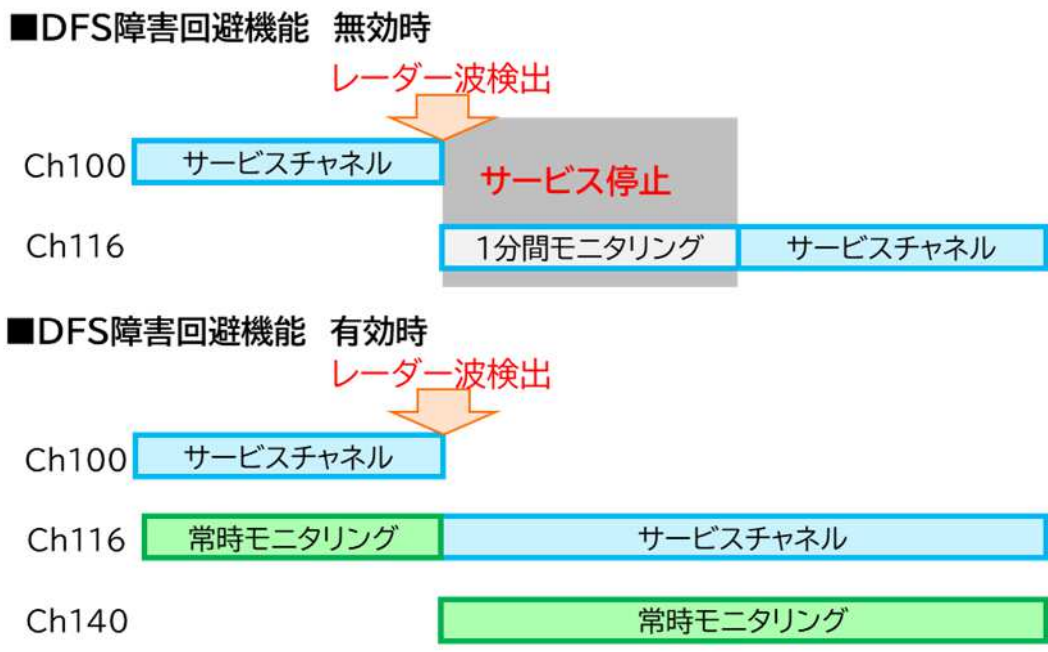 ■DFS障害回避機能 無効時
レーダー波検出
Ch100 サービスチャネル
サービス停止
Ch116 1分間モニタリング サービスチャネル
■DFS障害回避機能 有効時
レーダー波検出
Ch100 サービスチャネル
Ch116 常時モニタリング サービスチャネル
Ch140 常時モニタリング